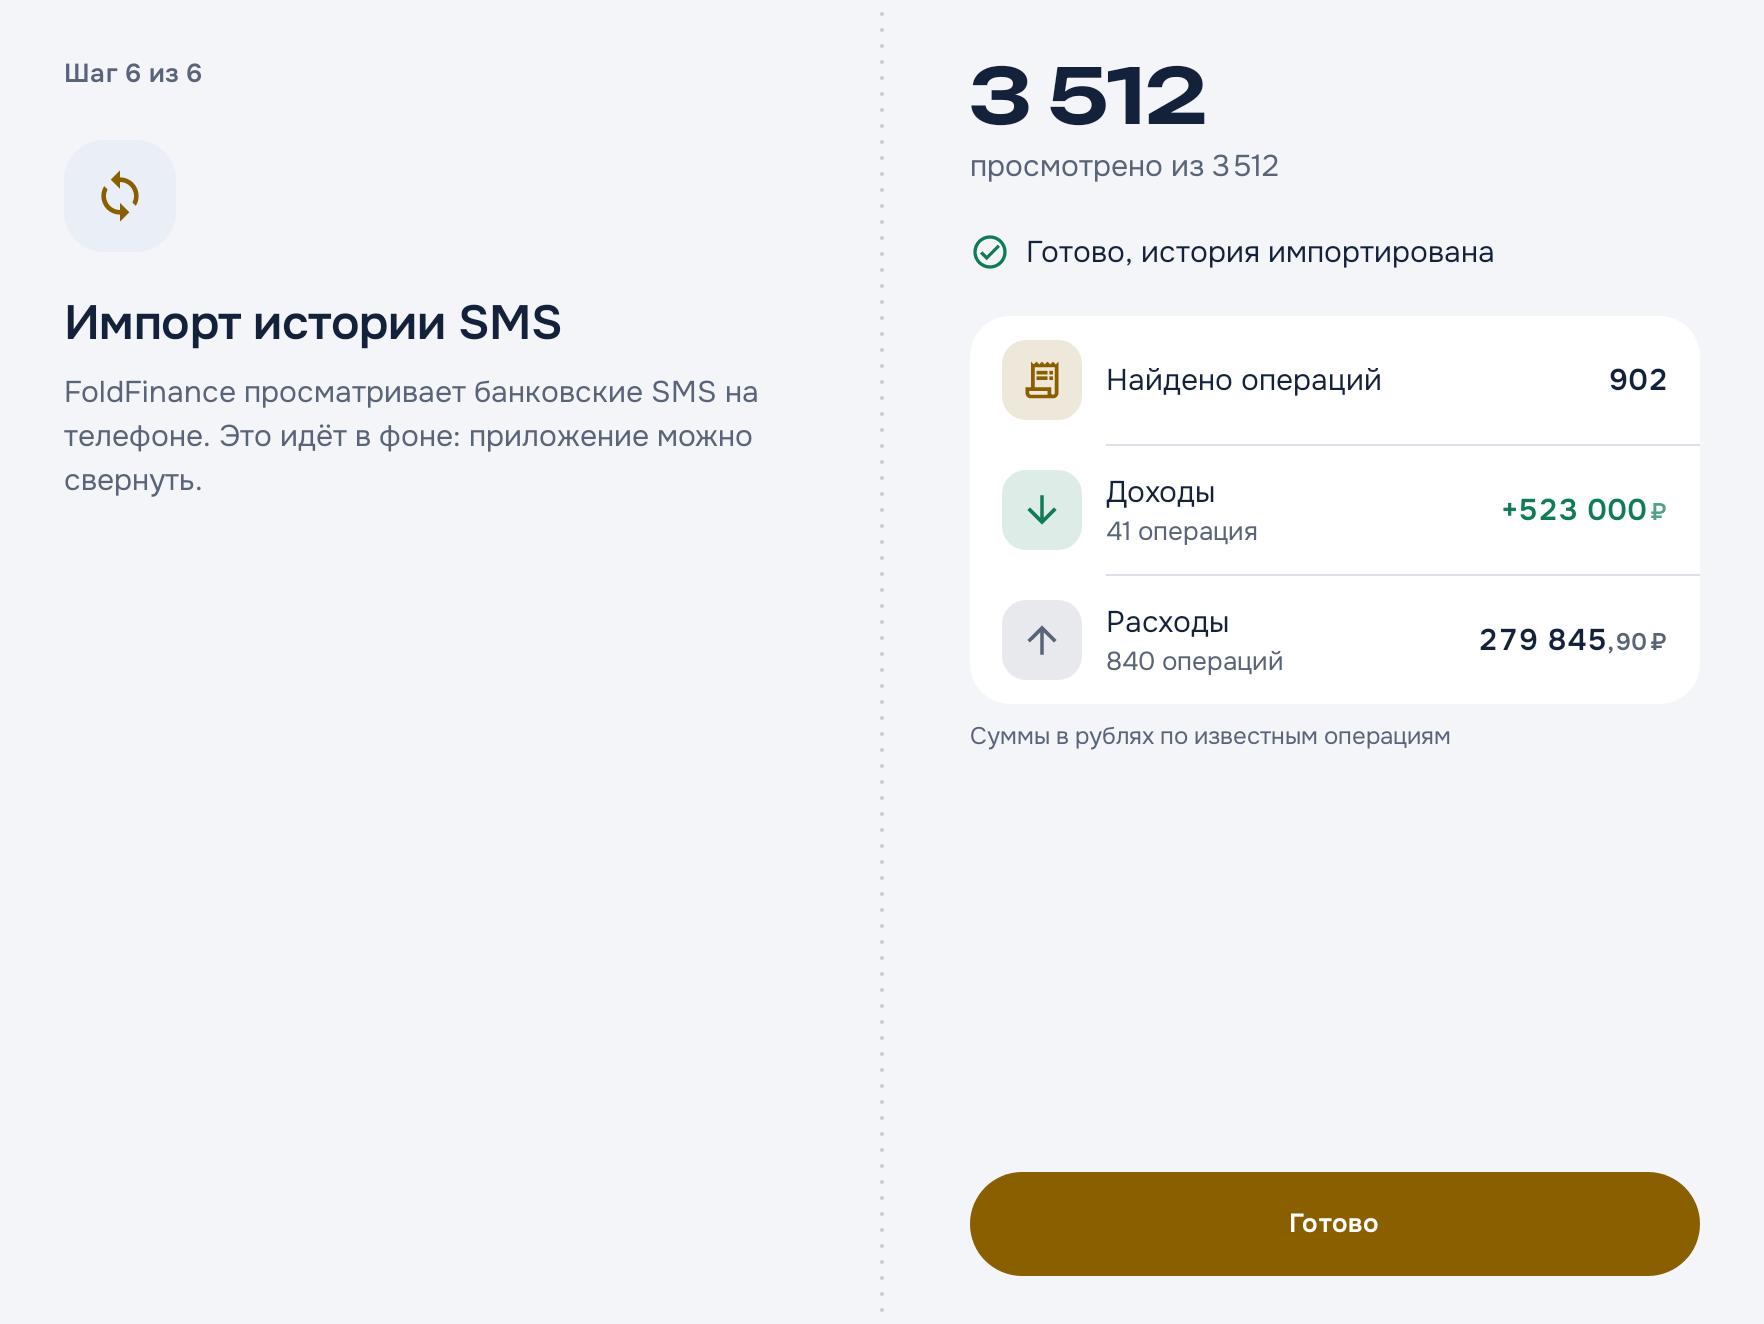 Шаг 6 из 6
Импорт истории SMS
FoldFinance просматривает банковские SMS на
телефоне. Это идёт в фоне: приложение можно
свернуть.
3 512
просмотрено из 3 512
Готово, история импортирована
Найдено операций 902
Доходы
41 операция
+523 000 ₽
Расходы
840 операций
279 845,90 ₽
Суммы в рублях по известным операциям
Готово